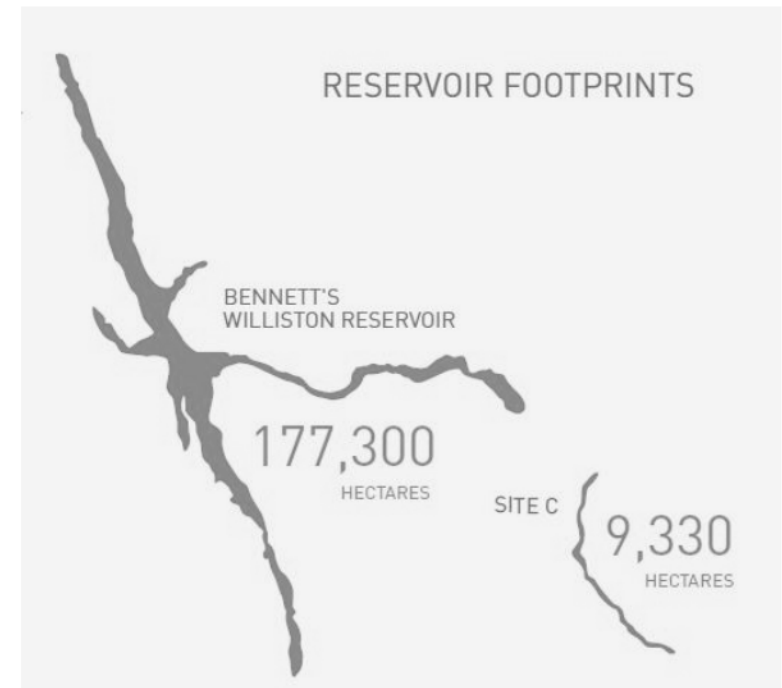 RESERVOIR FOOTPRINTS
BENNETT'S
WILLISTON RESERVOIR
177,300
HECTARES
SITE C
9,330
HECTARES